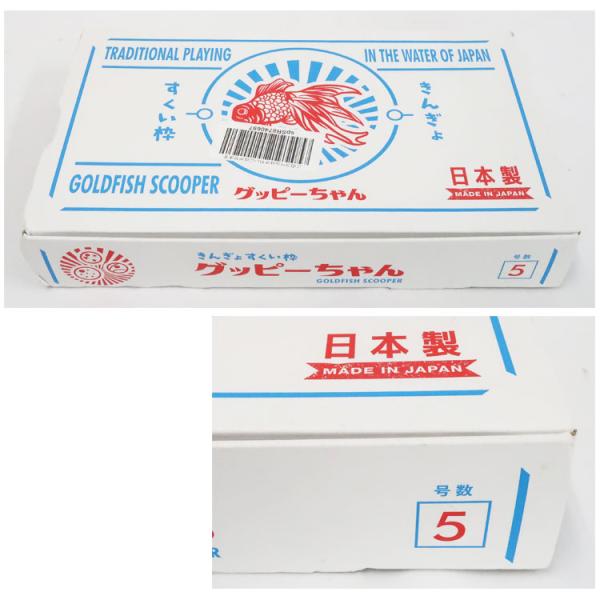 TRADITIONAL PLAYING
IN THE WATER OF JAPAN
きんぎょ
すくい枠
GOLDFISH SCOOPER
グッピーちゃん
日本製
MADE IN JAPAN
きんぎょすくい枠
グッピーちゃん
GOLDFISH SCOOPER
号数
5
日本製
MADE IN JAPAN
号数
5